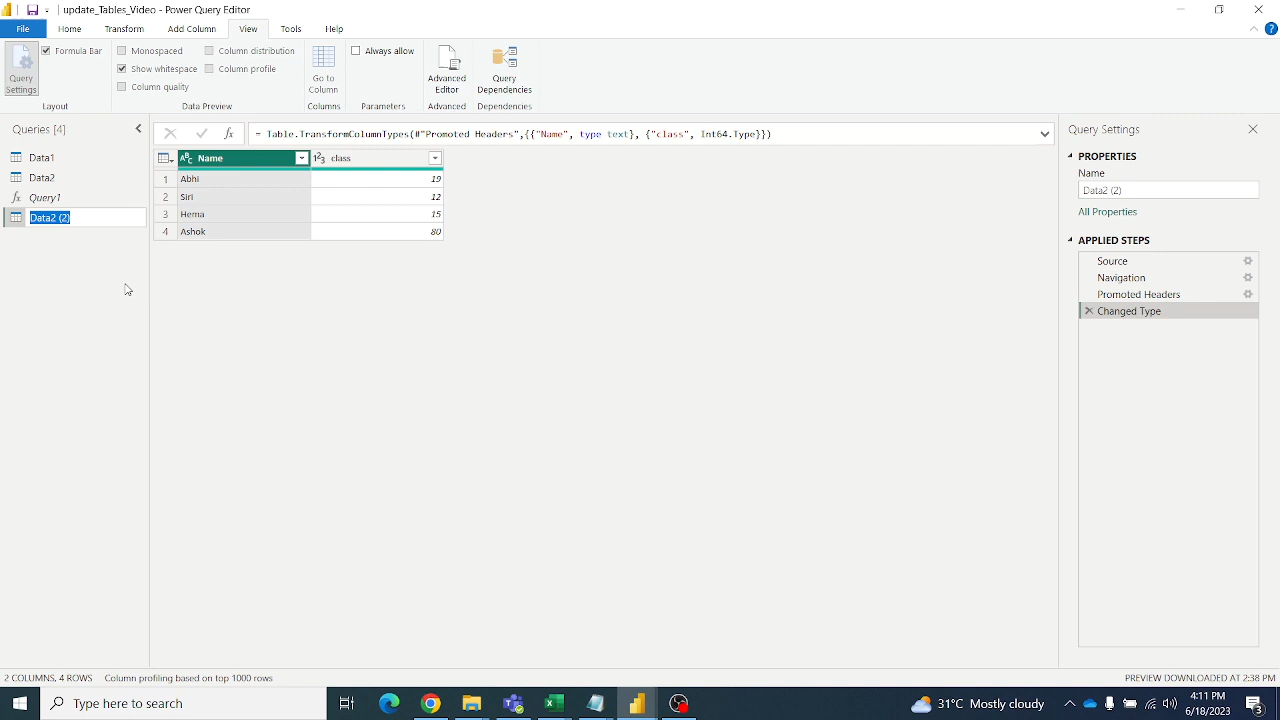 update_Tables_Video - Power Query Editor
File Home Transform Add Column View Tools Help
Query Settings
Formula Bar
Layout
Monospaced
Show whitespace
Column quality
Column distribution
Column profile
Data Preview
Go to Column
Columns
Always allow
Parameters
Advanced Editor
Advanced
Query Dependencies
Dependencies
Queries [4]
Data1
Data2
fx Query1
Data2 (2)
fx = Table.TransformColumnTypes(#"Promoted Headers",{{"Name", type text}, {"class", Int64.Type}})
ABC Name 123 class
1 Abhi 19
2 Siri 12
3 Hema 15
4 Ashok 80
Query Settings
PROPERTIES
Name
Data2 (2)
All Properties
APPLIED STEPS
Source
Navigation
Promoted Headers
Changed Type
2 COLUMNS, 4 ROWS Column profiling based on top 1000 rows
PREVIEW DOWNLOADED AT 2:38 PM
Type here to search
31°C Mostly cloudy
4:11 PM
6/18/2023